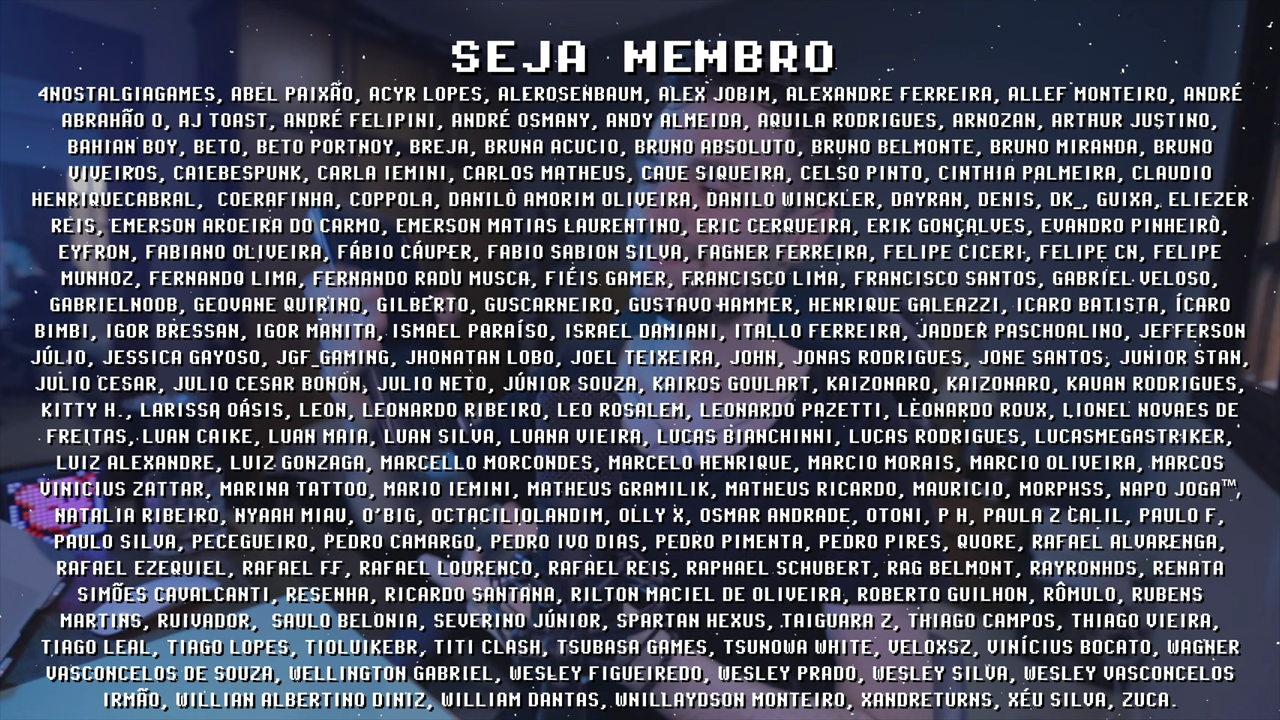 SEJA MEMBRO
4NOSTALGIAGAMES, ABEL PAIXÃO, ACYR LOPES, ALEROSENBAUM, ALEX JOBIM, ALEXANDRE FERREIRA, ALLEF MONTEIRO, ANDRÉ
ABRAHÃO O, AJ TOAST, ANDRÉ FELIPINI, ANDRÉ OSMANY, ANDY ALMEIDA, AQUILA RODRIGUES, ARNOZAN, ARTHUR JUSTINO,
BAHIAN BOY, BETO, BETO PORTNOY, BREJA, BRUNA ACUCIO, BRUNO ABSOLUTO, BRUNO BELMONTE, BRUNO MIRANDA, BRUNO
VIVEIROS, CA1EBESPUNK, CARLA IEMINI, CARLOS MATHEUS, CAUE SIQUEIRA, CELSO PINTO, CINTHIA PALMEIRA, CLAUDIO
HENRIQUECABRAL, COERAFINHA, COPPOLA, DANILO AMORIM OLIVEIRA, DANILO WINCKLER, DAYRAN, DENIS, DK_, GUIXA, ELIEZER
REIS, EMERSON AROEIRA DO CARMO, EMERSON MATIAS LAURENTINO, ERIC CERQUEIRA, ERIK GONÇALVES, EVANDRO PINHEIRO,
EYFRON, FABIANO OLIVEIRA, FÁBIO CÁUPER, FABIO SABION SILVA, FAGNER FERREIRA, FELIPE CICERI, FELIPE CN, FELIPE
MUNHOZ, FERNANDO LIMA, FERNANDO RADU MUSCA, FIÉIS GAMER, FRANCISCO LIMA, FRANCISCO SANTOS, GABRIEL VELOSO,
GABRIELNOOB, GEOVANE QUIRINO, GILBERTO, GUSCARNEIRO, GUSTAVO HAMMER, HENRIQUE GALEAZZI, ICARO BATISTA, ÍCARO
BIMBI, IGOR BRESSAN, IGOR MANITA, ISMAEL PARAÍSO, ISRAEL DAMIANI, ITALLO FERREIRA, JADDER PASCHOALINO, JEFFERSON
JÚLIO, JESSICA GAYOSO, JGF_GAMING, JHONATAN LOBO, JOEL TEIXEIRA, JOHN, JONAS RODRIGUES, JONE SANTOS, JUNIOR STAN,
JULIO CESAR, JULIO CESAR BONON, JULIO NETO, JÚNIOR SOUZA, KAIROS GOULART, KAIZONARO, KAIZONARO, KAUAN RODRIGUES,
KITTY H., LARISSA OÁSIS, LEON, LEONARDO RIBEIRO, LEO ROSALEM, LEONARDO PAZETTI, LEONARDO ROUX, LIONEL NOVAES DE
FREITAS, LUAN CAIKE, LUAN MAIA, LUAN SILVA, LUANA VIEIRA, LUCAS BIANCHINNI, LUCAS RODRIGUES, LUCASMEGASTRIKER,
LUIZ ALEXANDRE, LUIZ GONZAGA, MARCELLO MORCONDES, MARCELO HENRIQUE, MARCIO MORAIS, MARCIO OLIVEIRA, MARCOS
VINICIUS ZATTAR, MARINA TATTOO, MARIO IEMINI, MATHEUS GRAMILIK, MATHEUS RICARDO, MAURICIO, MORPHSS, NAPO JOGA™,
NATALIA RIBEIRO, NYAAH MIAU, O'BIG, OCTACILIOLANDIM, OLLY X, OSMAR ANDRADE, OTONI, P H, PAULA Z CALIL, PAULO F,
PAULO SILVA, PECEGUEIRO, PEDRO CAMARGO, PEDRO IVO DIAS, PEDRO PIMENTA, PEDRO PIRES, QUORE, RAFAEL ALVARENGA,
RAFAEL EZEQUIEL, RAFAEL FF, RAFAEL LOURENCO, RAFAEL REIS, RAPHAEL SCHUBERT, RAG BELMONT, RAYRONHDS, RENATA
SIMÕES CAVALCANTI, RESENHA, RICARDO SANTANA, RILTON MACIEL DE OLIVEIRA, ROBERTO GUILHON, RÔMULO, RUBENS
MARTINS, RUIVADOR, SAULO BELONIA, SEVERINO JÚNIOR, SPARTAN HEXUS, TAIGUARA Z, THIAGO CAMPOS, THIAGO VIEIRA,
TIAGO LEAL, TIAGO LOPES, TIOLUIKEBR, TITI CLASH, TSUBASA GAMES, TSUNOWA WHITE, VELOXSZ, VINÍCIUS BOCATO, WAGNER
VASCONCELOS DE SOUZA, WELLINGTON GABRIEL, WESLEY FIGUEIREDO, WESLEY PRADO, WESLEY SILVA, WESLEY VASCONCELOS
IRMÃO, WILLIAN ALBERTINO DINIZ, WILLIAM DANTAS, WNILLAYDSON MONTEIRO, XANDRETURNS, XÉU SILVA, ZUCA.